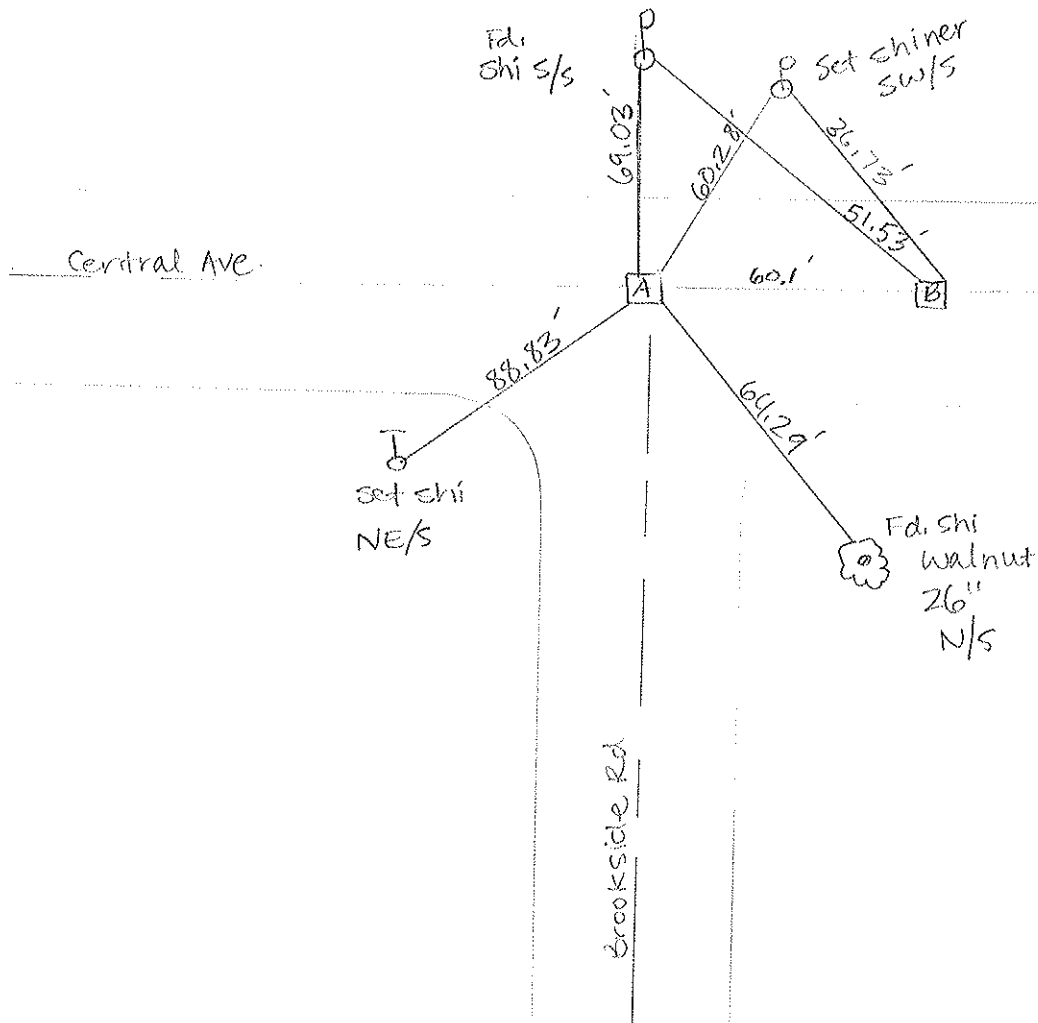 P
Fd.
Shi S/S
P
Set shiner
SW/S
69.03'
60.28'
36.73'
51.53'
Central Ave.
A
60.1'
B
88.83'
64.29'
T
set shi
NE/S
Fd. Shi
Walnut
26"
N/S
Brookside Rd